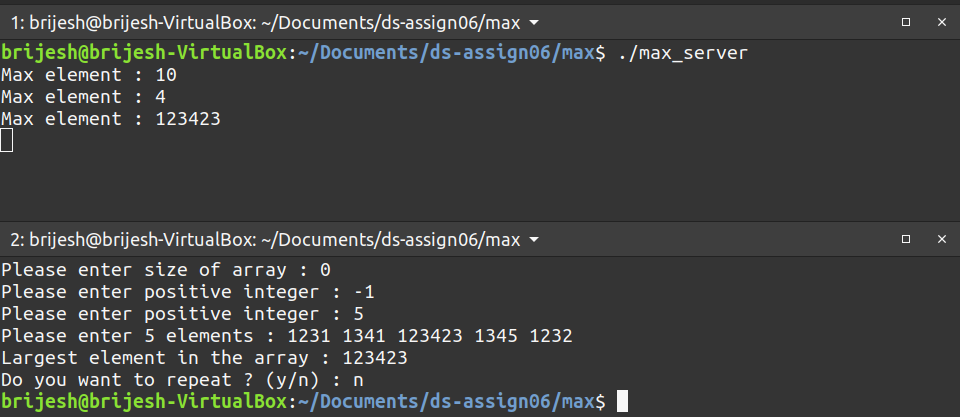 1: brijesh@brijesh-VirtualBox: ~/Documents/ds-assign06/max
brijesh@brijesh-VirtualBox:~/Documents/ds-assign06/max$ ./max_server
Max element : 10
Max element : 4
Max element : 123423
2: brijesh@brijesh-VirtualBox: ~/Documents/ds-assign06/max
Please enter size of array : 0
Please enter positive integer : -1
Please enter positive integer : 5
Please enter 5 elements : 1231 1341 123423 1345 1232
Largest element in the array : 123423
Do you want to repeat ? (y/n) : n
brijesh@brijesh-VirtualBox:~/Documents/ds-assign06/max$